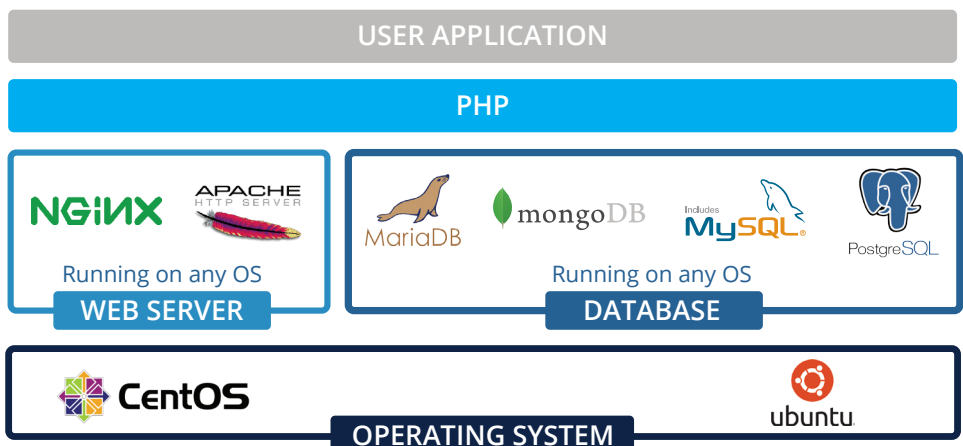 USER APPLICATION
PHP
NGiNX
APACHE
HTTP SERVER
Running on any OS
WEB SERVER
MariaDB
mongoDB
Includes
MySQL®
PostgreSQL
Running on any OS
DATABASE
CentOS
ubuntu
OPERATING SYSTEM